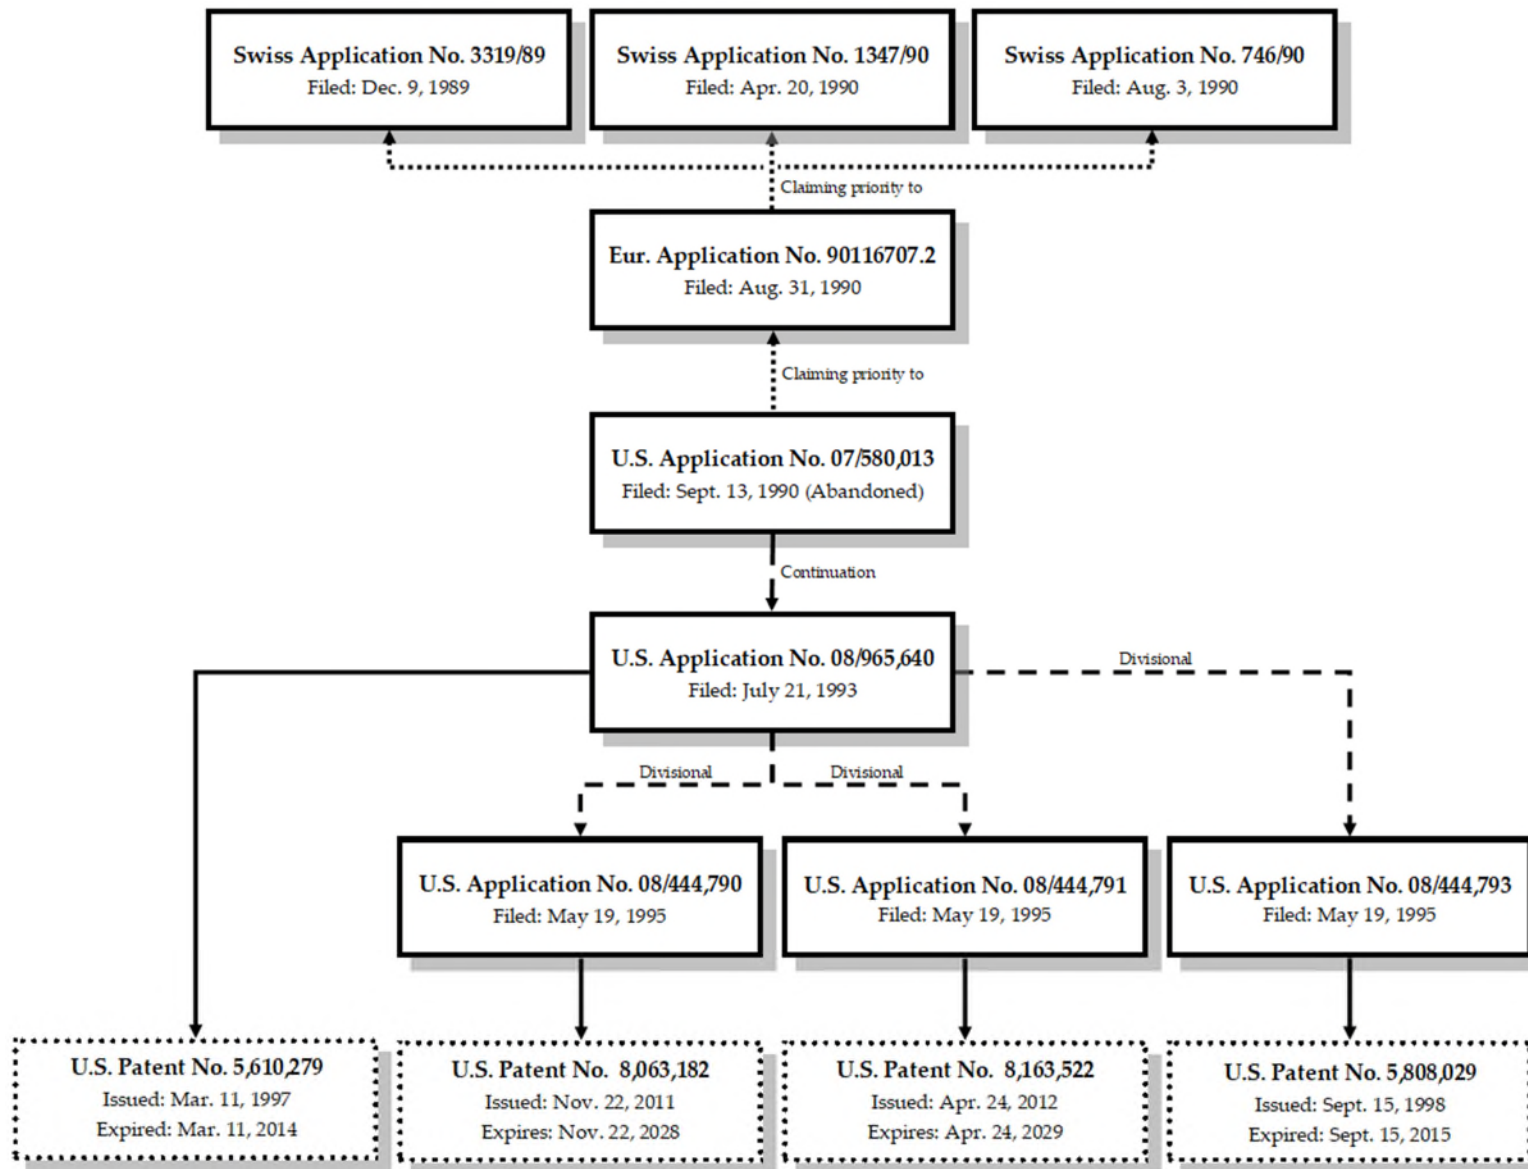 Swiss Application No. 3319/89
Filed: Dec. 9, 1989
Swiss Application No. 1347/90
Filed: Apr. 20, 1990
Swiss Application No. 746/90
Filed: Aug. 3, 1990
Claiming priority to
Eur. Application No. 90116707.2
Filed: Aug. 31, 1990
Claiming priority to
U.S. Application No. 07/580,013
Filed: Sept. 13, 1990 (Abandoned)
Continuation
U.S. Application No. 08/965,640
Filed: July 21, 1993
Divisional
Divisional
Divisional
U.S. Application No. 08/444,790
Filed: May 19, 1995
U.S. Application No. 08/444,791
Filed: May 19, 1995
U.S. Application No. 08/444,793
Filed: May 19, 1995
U.S. Patent No. 5,610,279
Issued: Mar. 11, 1997
Expired: Mar. 11, 2014
U.S. Patent No. 8,063,182
Issued: Nov. 22, 2011
Expires: Nov. 22, 2028
U.S. Patent No. 8,163,522
Issued: Apr. 24, 2012
Expires: Apr. 24, 2029
U.S. Patent No. 5,808,029
Issued: Sept. 15, 1998
Expired: Sept. 15, 2015